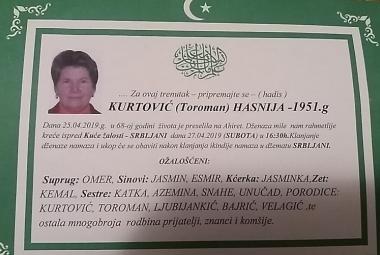 .... Za ovaj trenutak – pripremajte se – ( hadis )
KURTOVIĆ (Toroman) HASNIJA -1951.g
Dana 25.04.2019. g. u 68-oj godini života je preselila na Ahiret. Dženaza mile nam rahmetlije
kreće ispred Kuće žalosti - SRBLJANI dana 27.04.2019 (SUBOTA) u 16:30h.Klanjanje
dženaze namaza i ukop će se obaviti nakon klanjanja ikindije namaza u džematu SRBLJANI.
OŽALOŠĆENI:
Suprug: OMER, Sinovi: JASMIN, ESMIR, Kćerka: JASMINKA,Zet:
KEMAL, Sestre: KATKA, AZEMINA, SNAHE, UNUČAD, PORODICE:
KURTOVIĆ, TOROMAN, LJUBIJANKIĆ, BAJRIĆ, VELAGIĆ .te
ostala mnogobroja rodbina prijatelji, znanci i komšije.